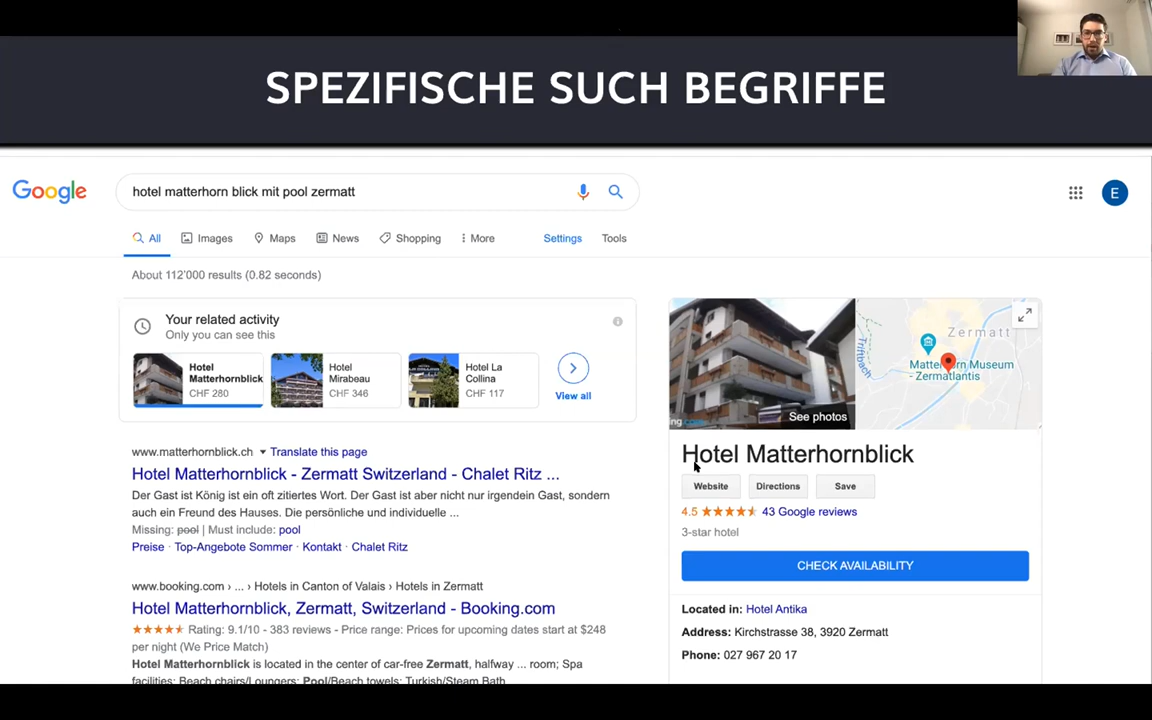 SPEZIFISCHE SUCH BEGRIFFE
Google
hotel matterhorn blick mit pool zermatt
E
All
Images
Maps
News
Shopping
More
Settings
Tools
About 112'000 results (0.82 seconds)
Your related activity
Only you can see this
Hotel
Matterhornblick
CHF 280
Hotel
Mirabeau
CHF 346
Hotel La
Collina
CHF 117
View all
www.matterhornblick.ch ▾ Translate this page
Hotel Matterhornblick - Zermatt Switzerland - Chalet Ritz ...
Der Gast ist König ist ein oft zitiertes Wort. Der Gast ist aber nicht nur irgendein Gast, sondern
auch ein Freund des Hauses. Die persönliche und individuelle ...
Missing: pool | Must include: pool
Preise · Top-Angebote Sommer · Kontakt · Chalet Ritz
www.booking.com › ... › Hotels in Canton of Valais › Hotels in Zermatt
Hotel Matterhornblick, Zermatt, Switzerland - Booking.com
Rating: 9.1/10 - 383 reviews - Price range: Prices for upcoming dates start at $248
per night (We Price Match)
Hotel Matterhornblick is located in the center of car-free Zermatt, halfway ... room; Spa
facilities; Beach chairs/Loungers; Pool/Beach towels; Turkish/Steam Bath
See photos
Zermatt
Triftbach
Museum
- Zermatlantis
Hotel Matterhornblick
Website
Directions
Save
4.5
43 Google reviews
3-star hotel
CHECK AVAILABILITY
Located in: Hotel Antika
Address: Kirchstrasse 38, 3920 Zermatt
Phone: 027 967 20 17